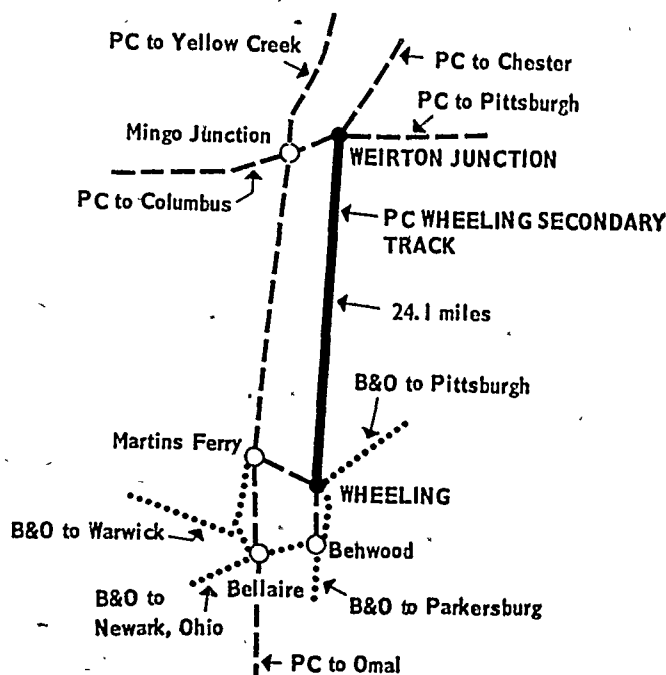 PC to Yellow Creek
PC to Chester
PC to Pittsburgh
Mingo Junction
WEIRTON JUNCTION
PC to Columbus
PC WHEELING SECONDARY
TRACK
24.1 miles
B&O to Pittsburgh
Martins Ferry
WHEELING
B&O to Warwick
Behwood
Bellaire
B&O to
Newark, Ohio
B&O to Parkersburg
PC to Omal